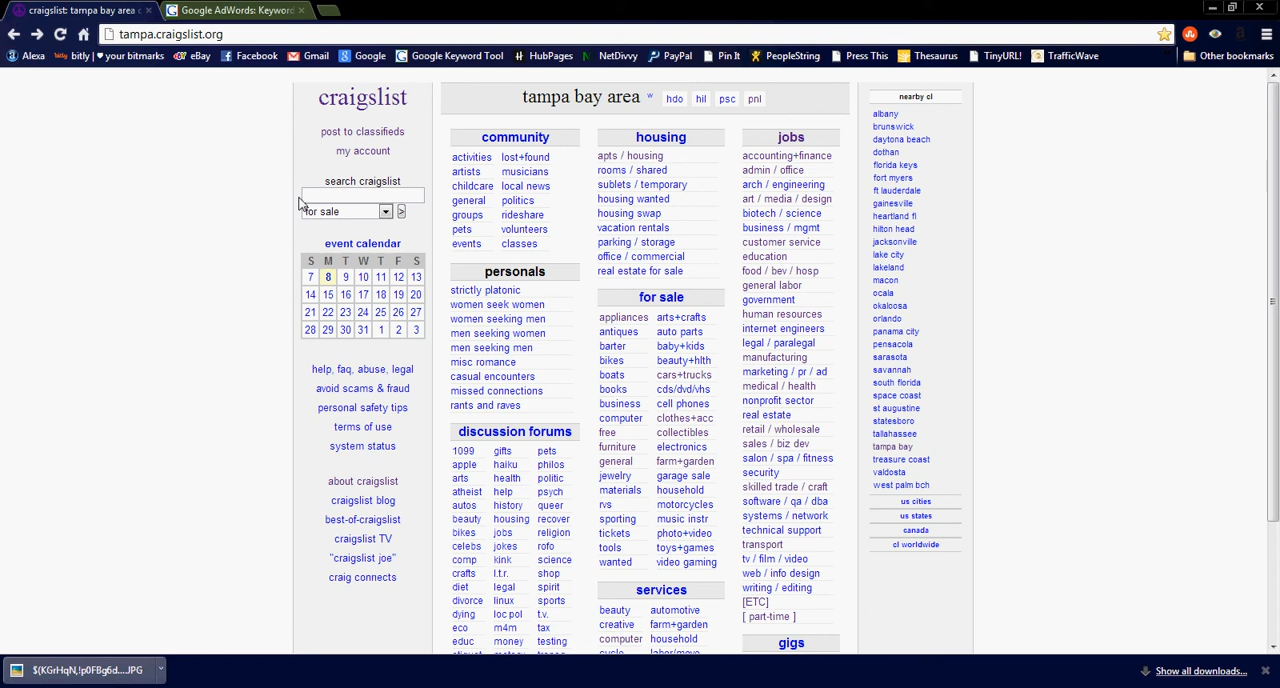 craigslist: tampa bay area
Google AdWords: Keyword
tampa.craigslist.org
Alexa
bitly ♥ your bitmarks
eBay
Facebook
Gmail
Google
Google Keyword Tool
HubPages
NetDivvy
PayPal
Pin It
PeopleString
Press This
Thesaurus
TinyURL!
TrafficWave
Other bookmarks
craigslist
post to classifieds
my account
search craigslist
for sale
>
event calendar
S M T W T F S
7 8 9 10 11 12 13
14 15 16 17 18 19 20
21 22 23 24 25 26 27
28 29 30 31 1 2 3
help, faq, abuse, legal
avoid scams & fraud
personal safety tips
terms of use
system status
about craigslist
craigslist blog
best-of-craigslist
craigslist TV
"craigslist joe"
craig connects
tampa bay area w hdo hil psc pnl
community
activities lost+found
artists musicians
childcare local news
general politics
groups rideshare
pets volunteers
events classes
personals
strictly platonic
women seek women
women seeking men
men seeking women
men seeking men
misc romance
casual encounters
missed connections
rants and raves
discussion forums
1099 gifts pets
apple haiku philos
arts health politic
atheist help psych
autos history queer
beauty housing recover
bikes jobs religion
celebs jokes rofo
comp kink science
crafts l.t.r. shop
diet legal spirit
divorce linux sports
dying loc pol t.v.
eco m4m tax
educ money testing
housing
apts / housing
rooms / shared
sublets / temporary
housing wanted
housing swap
vacation rentals
parking / storage
office / commercial
real estate for sale
for sale
appliances arts+crafts
antiques auto parts
barter baby+kids
bikes beauty+hlth
boats cars+trucks
books cds/dvd/vhs
business cell phones
computer clothes+acc
free collectibles
furniture electronics
general farm+garden
jewelry garage sale
materials household
rvs motorcycles
sporting music instr
tickets photo+video
tools toys+games
wanted video gaming
services
beauty automotive
creative farm+garden
computer household
cycle labor/move
jobs
accounting+finance
admin / office
arch / engineering
art / media / design
biotech / science
business / mgmt
customer service
education
food / bev / hosp
general labor
government
human resources
internet engineers
legal / paralegal
manufacturing
marketing / pr / ad
medical / health
nonprofit sector
real estate
retail / wholesale
sales / biz dev
salon / spa / fitness
security
skilled trade / craft
software / qa / dba
systems / network
technical support
transport
tv / film / video
web / info design
writing / editing
[ETC]
[ part-time ]
gigs
nearby cl
albany
brunswick
daytona beach
dothan
florida keys
fort myers
ft lauderdale
gainesville
heartland fl
hilton head
jacksonville
lake city
lakeland
macon
ocala
okaloosa
orlando
panama city
pensacola
sarasota
savannah
south florida
space coast
st augustine
statesboro
tallahassee
tampa bay
treasure coast
valdosta
west palm bch
us cities
us states
canada
cl worldwide
$(KGrHqN,!p0FBg6d....JPG
Show all downloads...